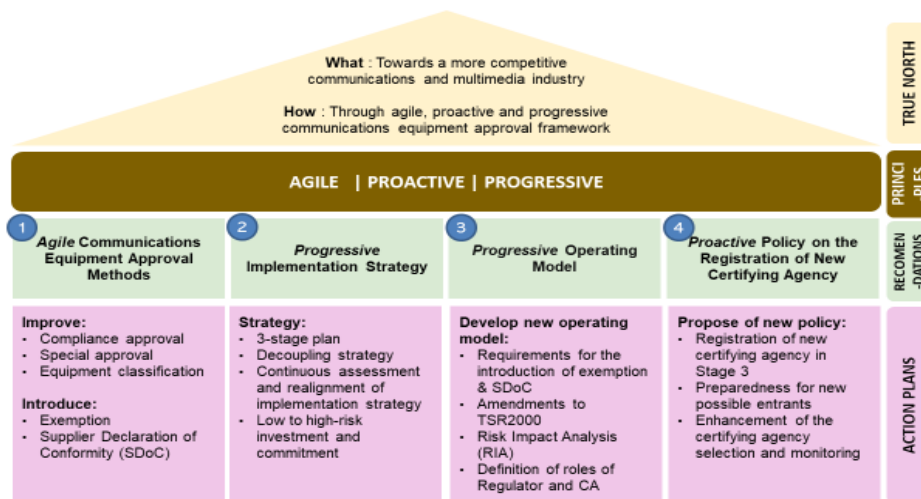 What : Towards a more competitive
communications and multimedia industry
How : Through agile, proactive and progressive
communications equipment approval framework
TRUE NORTH
AGILE | PROACTIVE | PROGRESSIVE
PRINCI
PLES
1
Agile Communications
Equipment Approval
Methods
2
Progressive
Implementation Strategy
3
Progressive Operating
Model
4
Proactive Policy on the
Registration of New
Certifying Agency
RECOMEN
-DATIONS
Improve:
• Compliance approval
• Special approval
• Equipment classification
Introduce:
• Exemption
• Supplier Declaration of
Conformity (SDoC)
Strategy:
• 3-stage plan
• Decoupling strategy
• Continuous assessment
and realignment of
implementation strategy
• Low to high-risk
investment and
commitment
Develop new operating
model:
• Requirements for the
introduction of exemption
& SDoC
• Amendments to
TSR2000
• Risk Impact Analysis
(RIA)
• Definition of roles of
Regulator and CA
Propose of new policy:
• Registration of new
certifying agency in
Stage 3
• Preparedness for new
possible entrants
• Enhancement of the
certifying agency
selection and monitoring
ACTION PLANS